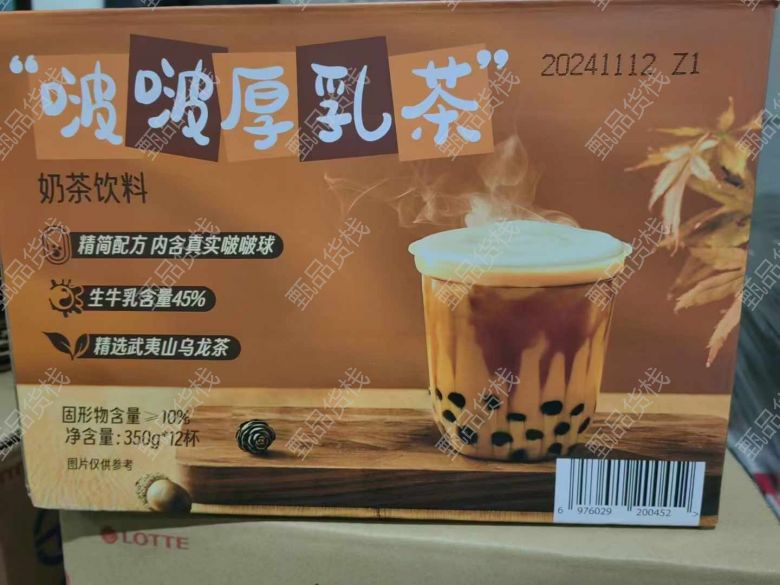 “啵啵厚乳茶”
20241112 Z1
奶茶饮料
精简配方 内含真实啵啵球
生牛乳含量45%
精选武夷山乌龙茶
固形物含量≥10%
净含量:350g*12杯
图片仅供参考
6 976029 200452 >
LOTTE
甄品货栈